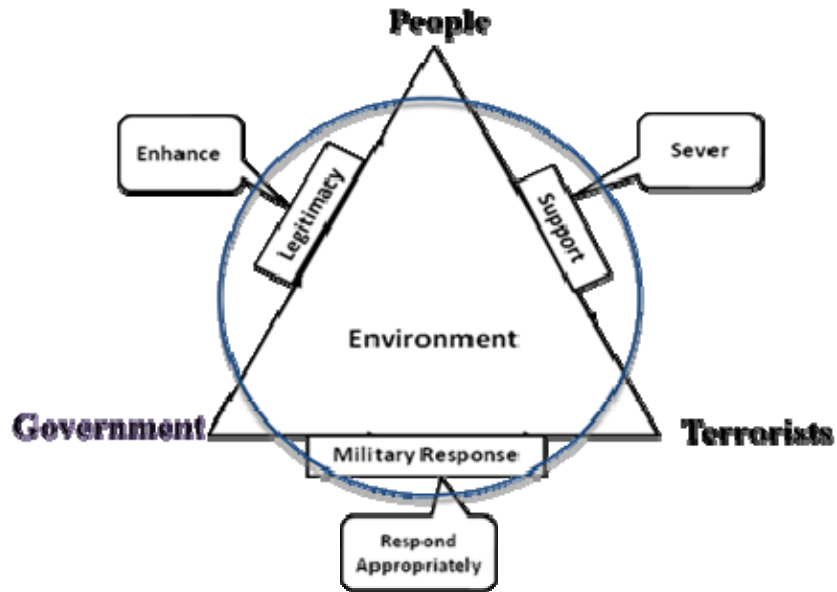 People
Enhance
Sever
Legitimacy
Support
Environment
Government
Terrorists
Military Response
Respond
Appropriately